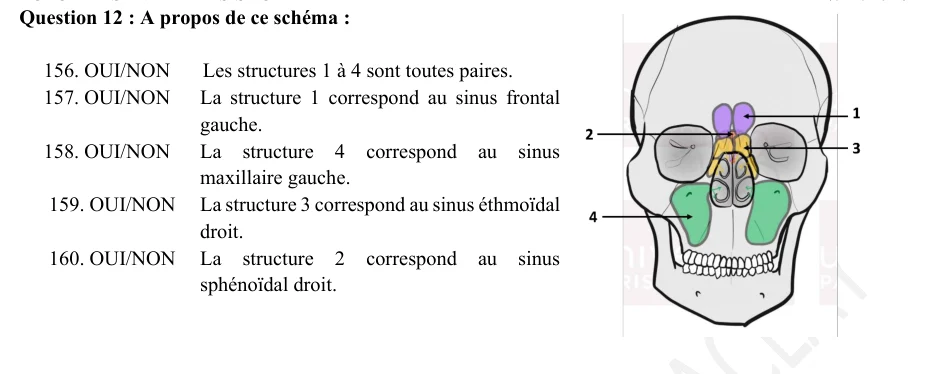 Question 12 : A propos de ce schéma :
156. OUI/NON Les structures 1 à 4 sont toutes paires.
157. OUI/NON La structure 1 correspond au sinus frontal
gauche.
158. OUI/NON La structure 4 correspond au sinus
maxillaire gauche.
159. OUI/NON La structure 3 correspond au sinus éthmoïdal
droit.
160. OUI/NON La structure 2 correspond au sinus
sphénoïdal droit.
1
2
3
4